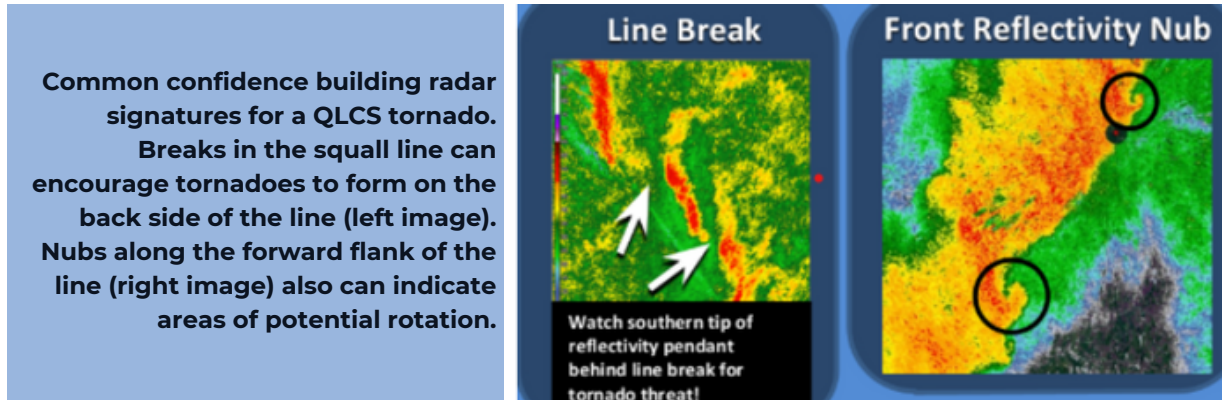 Common confidence building radar
signatures for a QLCS tornado.
Breaks in the squall line can
encourage tornadoes to form on the
back side of the line (left image).
Nubs along the forward flank of the
line (right image) also can indicate
areas of potential rotation.
Line Break
Watch southern tip of
reflectivity pendant
behind line break for
tornado threat!
Front Reflectivity Nub